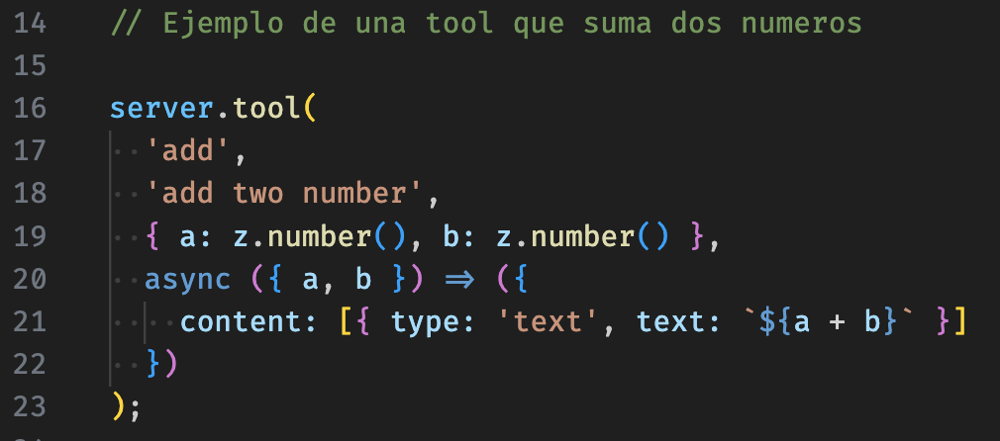 14 // Ejemplo de una tool que suma dos numeros
15
16 server.tool(
17 'add',
18 'add two number',
19 { a: z.number(), b: z.number() },
20 async ({ a, b }) => ({
21 content: [{ type: 'text', text: `${a + b}` }]
22 })
23 );